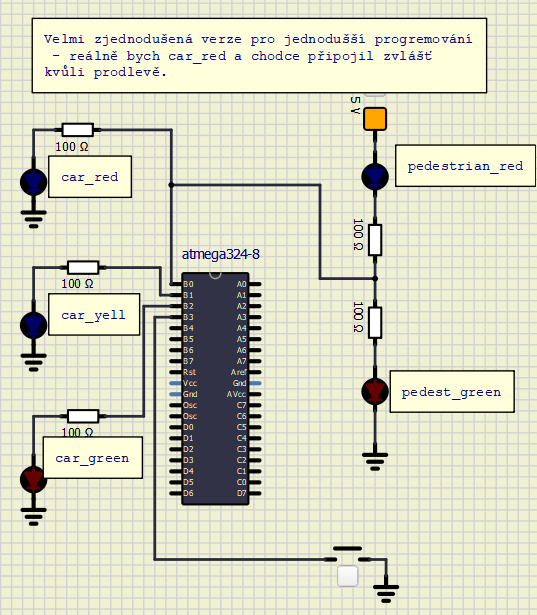 Velmi zjednodušená verze pro jednodušší progremování
- reálně bych car_red a chodce připojil zvlášť
kvůli prodlevě.
5 V
100 Ω
car_red
pedestrian_red
100 Ω
atmega324-8
100 Ω
car_yell
100 Ω
pedest_green
100 Ω
car_green
B0 A0
B1 A1
B2 A2
B3 A3
B4 A4
B5 A5
B6 A6
B7 A7
Rst Aref
Vcc Gnd
Gnd AVcc
Osc C7
Osc C6
D0 C5
D1 C4
D2 C3
D3 C2
D4 C1
D5 C0
D6 D7